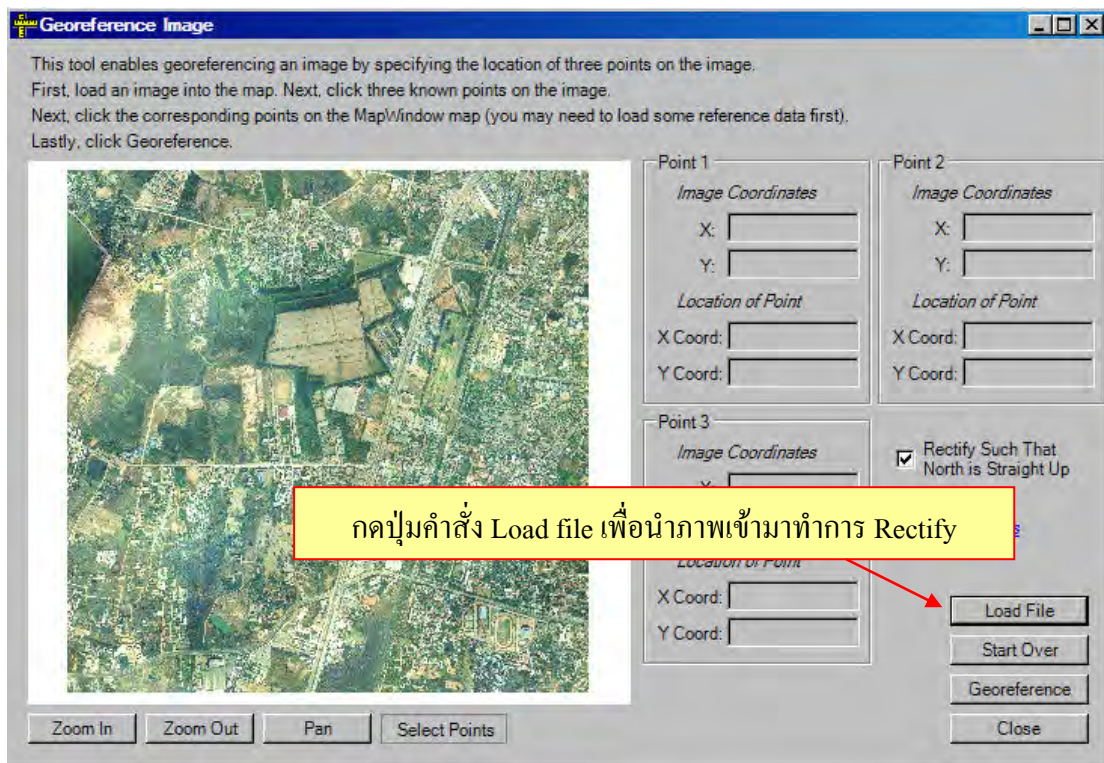 Georeference Image
This tool enables georeferencing an image by specifying the location of three points on the image.
First, load an image into the map. Next, click three known points on the image.
Next, click the corresponding points on the MapWindow map (you may need to load some reference data first).
Lastly, click Georeference.
Point 1
Image Coordinates
X:
Y:
Location of Point
X Coord:
Y Coord:
Point 2
Image Coordinates
X:
Y:
Location of Point
X Coord:
Y Coord:
Point 3
Image Coordinates
Rectify Such That
North is Straight Up
กดปุ่มคำสั่ง Load file เพื่อนำภาพเข้ามาทำการ Rectify
Location of Point
X Coord:
Y Coord:
Load File
Start Over
Georeference
Close
Zoom In
Zoom Out
Pan
Select Points